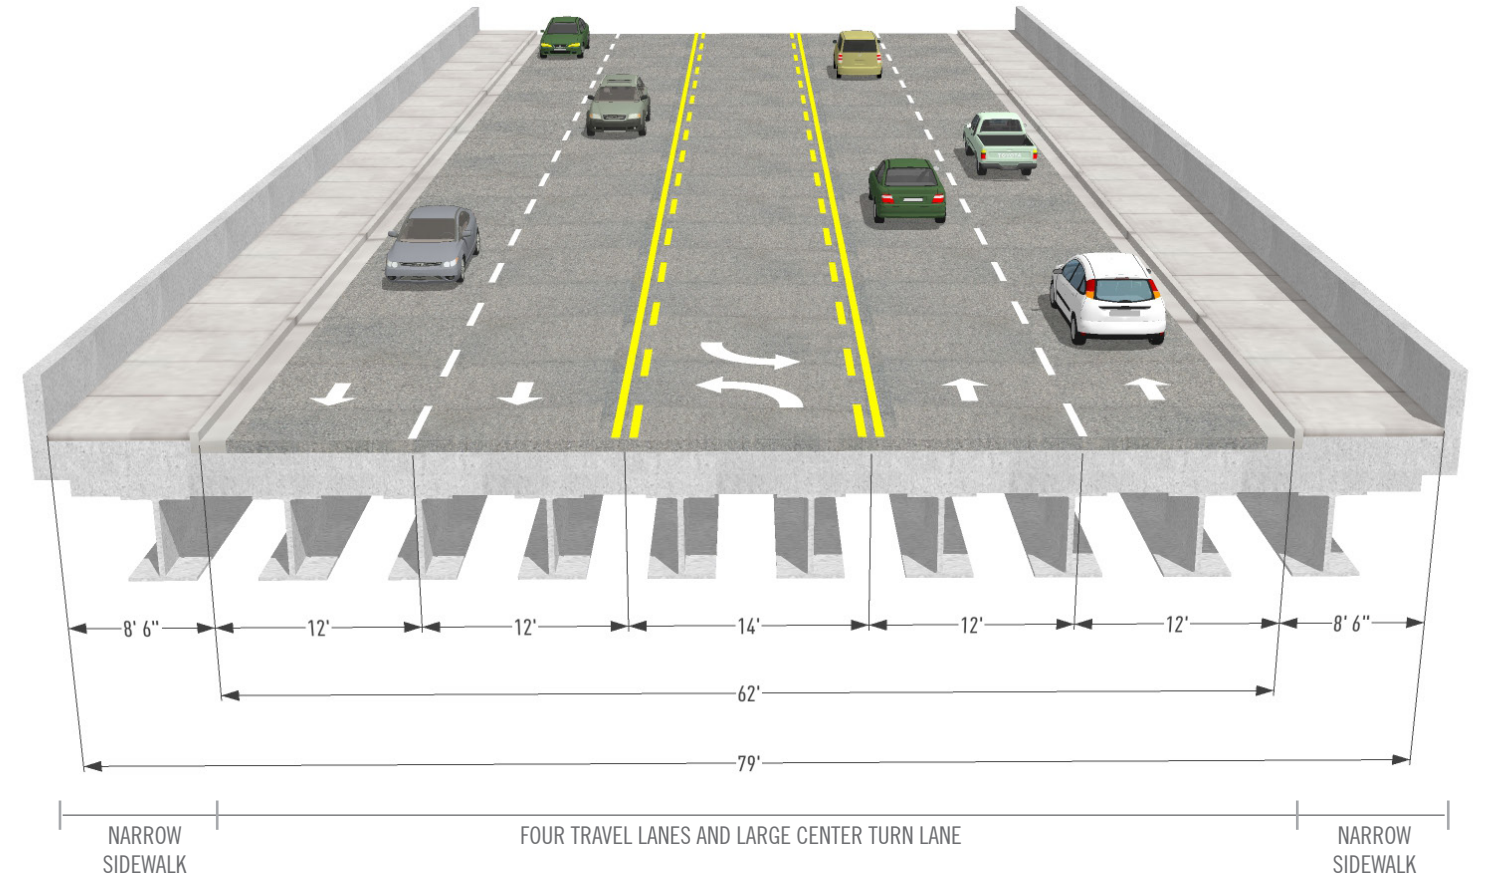 8' 6"
12'
12'
14'
12'
12'
8' 6"
62'
79'
NARROW
SIDEWALK
FOUR TRAVEL LANES AND LARGE CENTER TURN LANE
NARROW
SIDEWALK